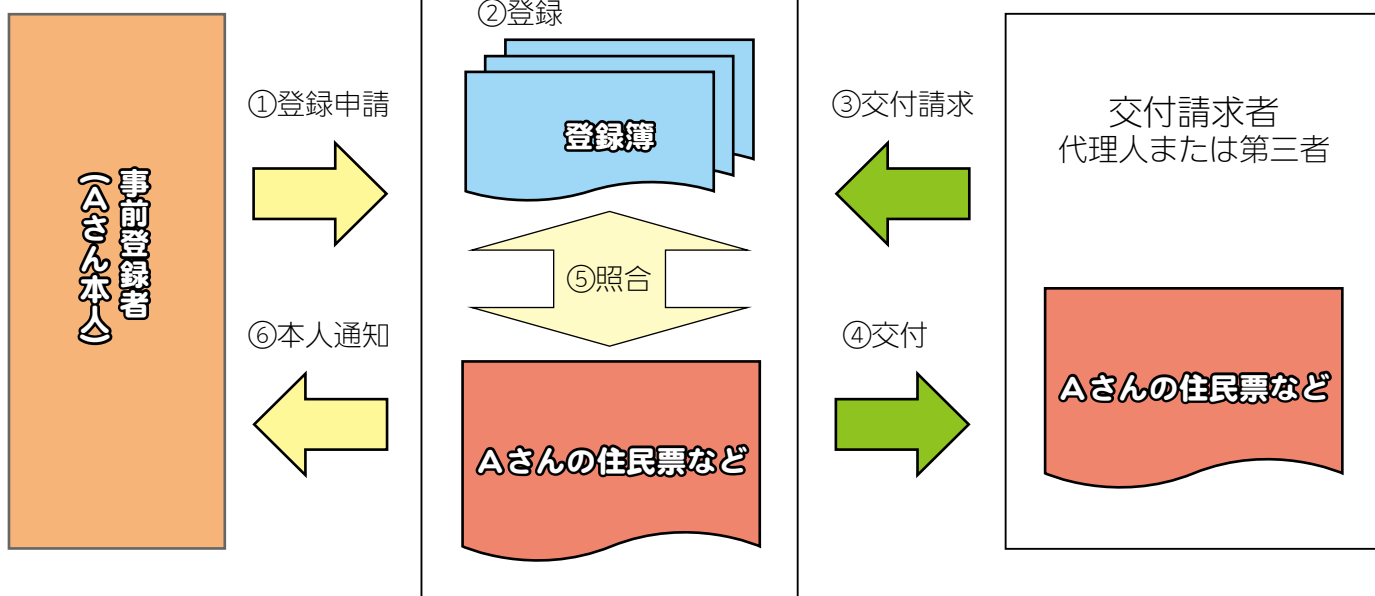 事前登録者
（Aさん本人）
①登録申請
⑥本人通知
②登録
登録簿
⑤照合
Aさんの住民票など
③交付請求
④交付
交付請求者
代理人または第三者
Aさんの住民票など